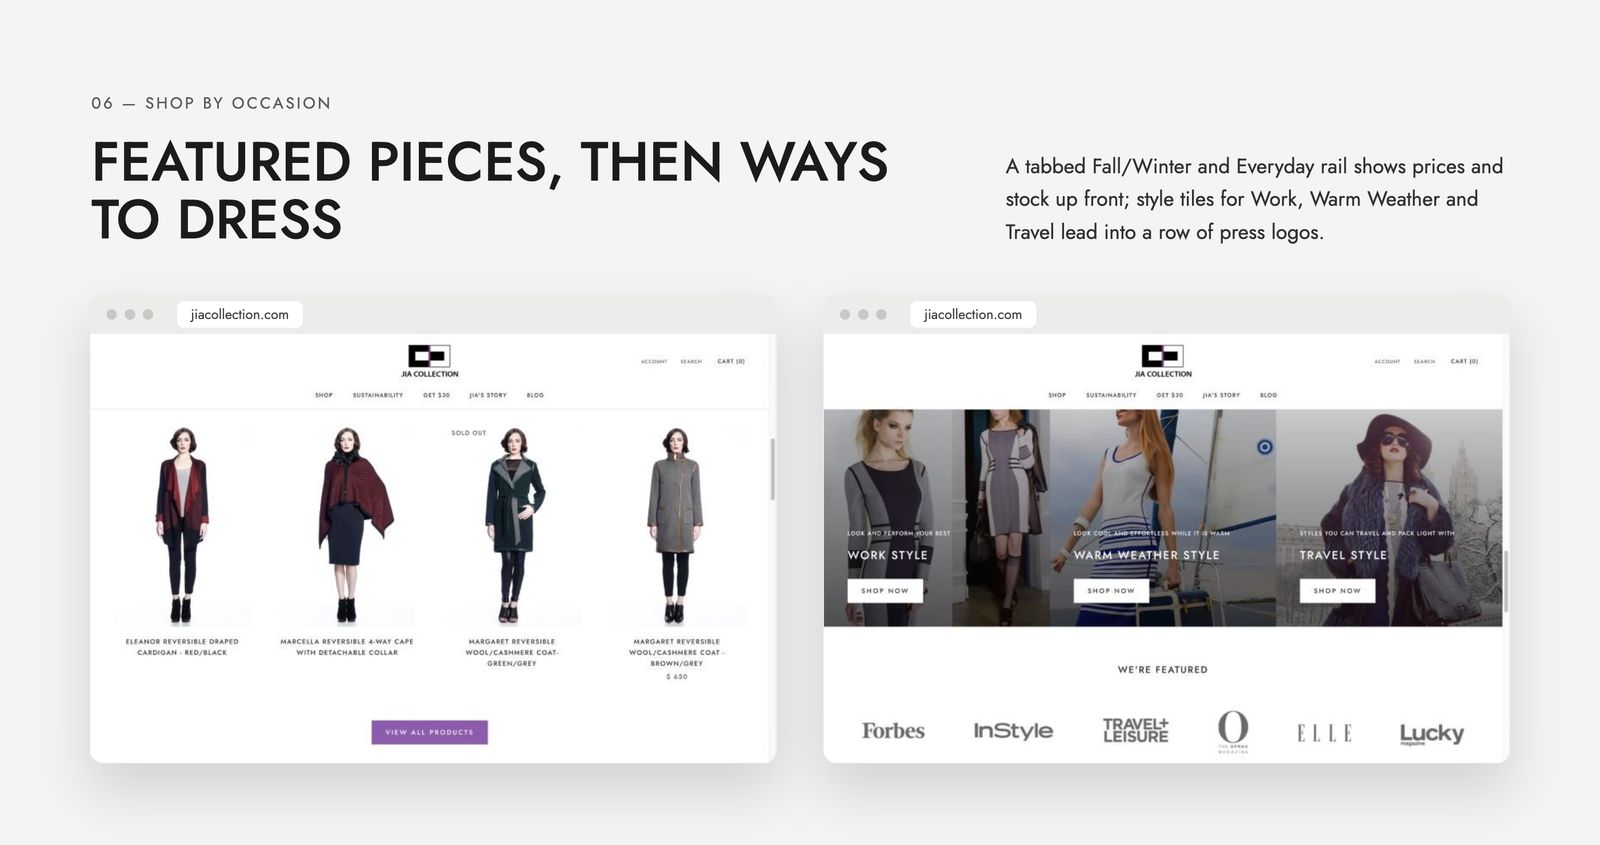 06 — SHOP BY OCCASION
FEATURED PIECES, THEN WAYS
TO DRESS
A tabbed Fall/Winter and Everyday rail shows prices and
stock up front; style tiles for Work, Warm Weather and
Travel lead into a row of press logos.
jiacollection.com
JIA COLLECTION
ACCOUNT SEARCH CART (0)
SHOP SUSTAINABILITY GET $30 JIA'S STORY BLOG
SOLD OUT
ELEANOR REVERSIBLE DRAPED
CARDIGAN - RED/BLACK
MARCELLA REVERSIBLE 4-WAY CAPE
WITH DETACHABLE COLLAR
MARGARET REVERSIBLE
WOOL/CASHMERE COAT-
GREEN/GREY
MARGARET REVERSIBLE
WOOL/CASHMERE COAT -
BROWN/GREY
$ 650
VIEW ALL PRODUCTS
jiacollection.com
JIA COLLECTION
ACCOUNT SEARCH CART (0)
SHOP SUSTAINABILITY GET $30 JIA'S STORY BLOG
LOOK AND PERFORM YOUR BEST
WORK STYLE
SHOP NOW
LOOK COOL AND EFFORTLESS WHILE IT IS WARM
WARM WEATHER STYLE
SHOP NOW
STYLES YOU CAN TRAVEL AND PACK LIGHT WITH
TRAVEL STYLE
SHOP NOW
WE'RE FEATURED
Forbes
InStyle
TRAVEL+
LEISURE
O
THE OPRAH
MAGAZINE
ELLE
Lucky
magazine